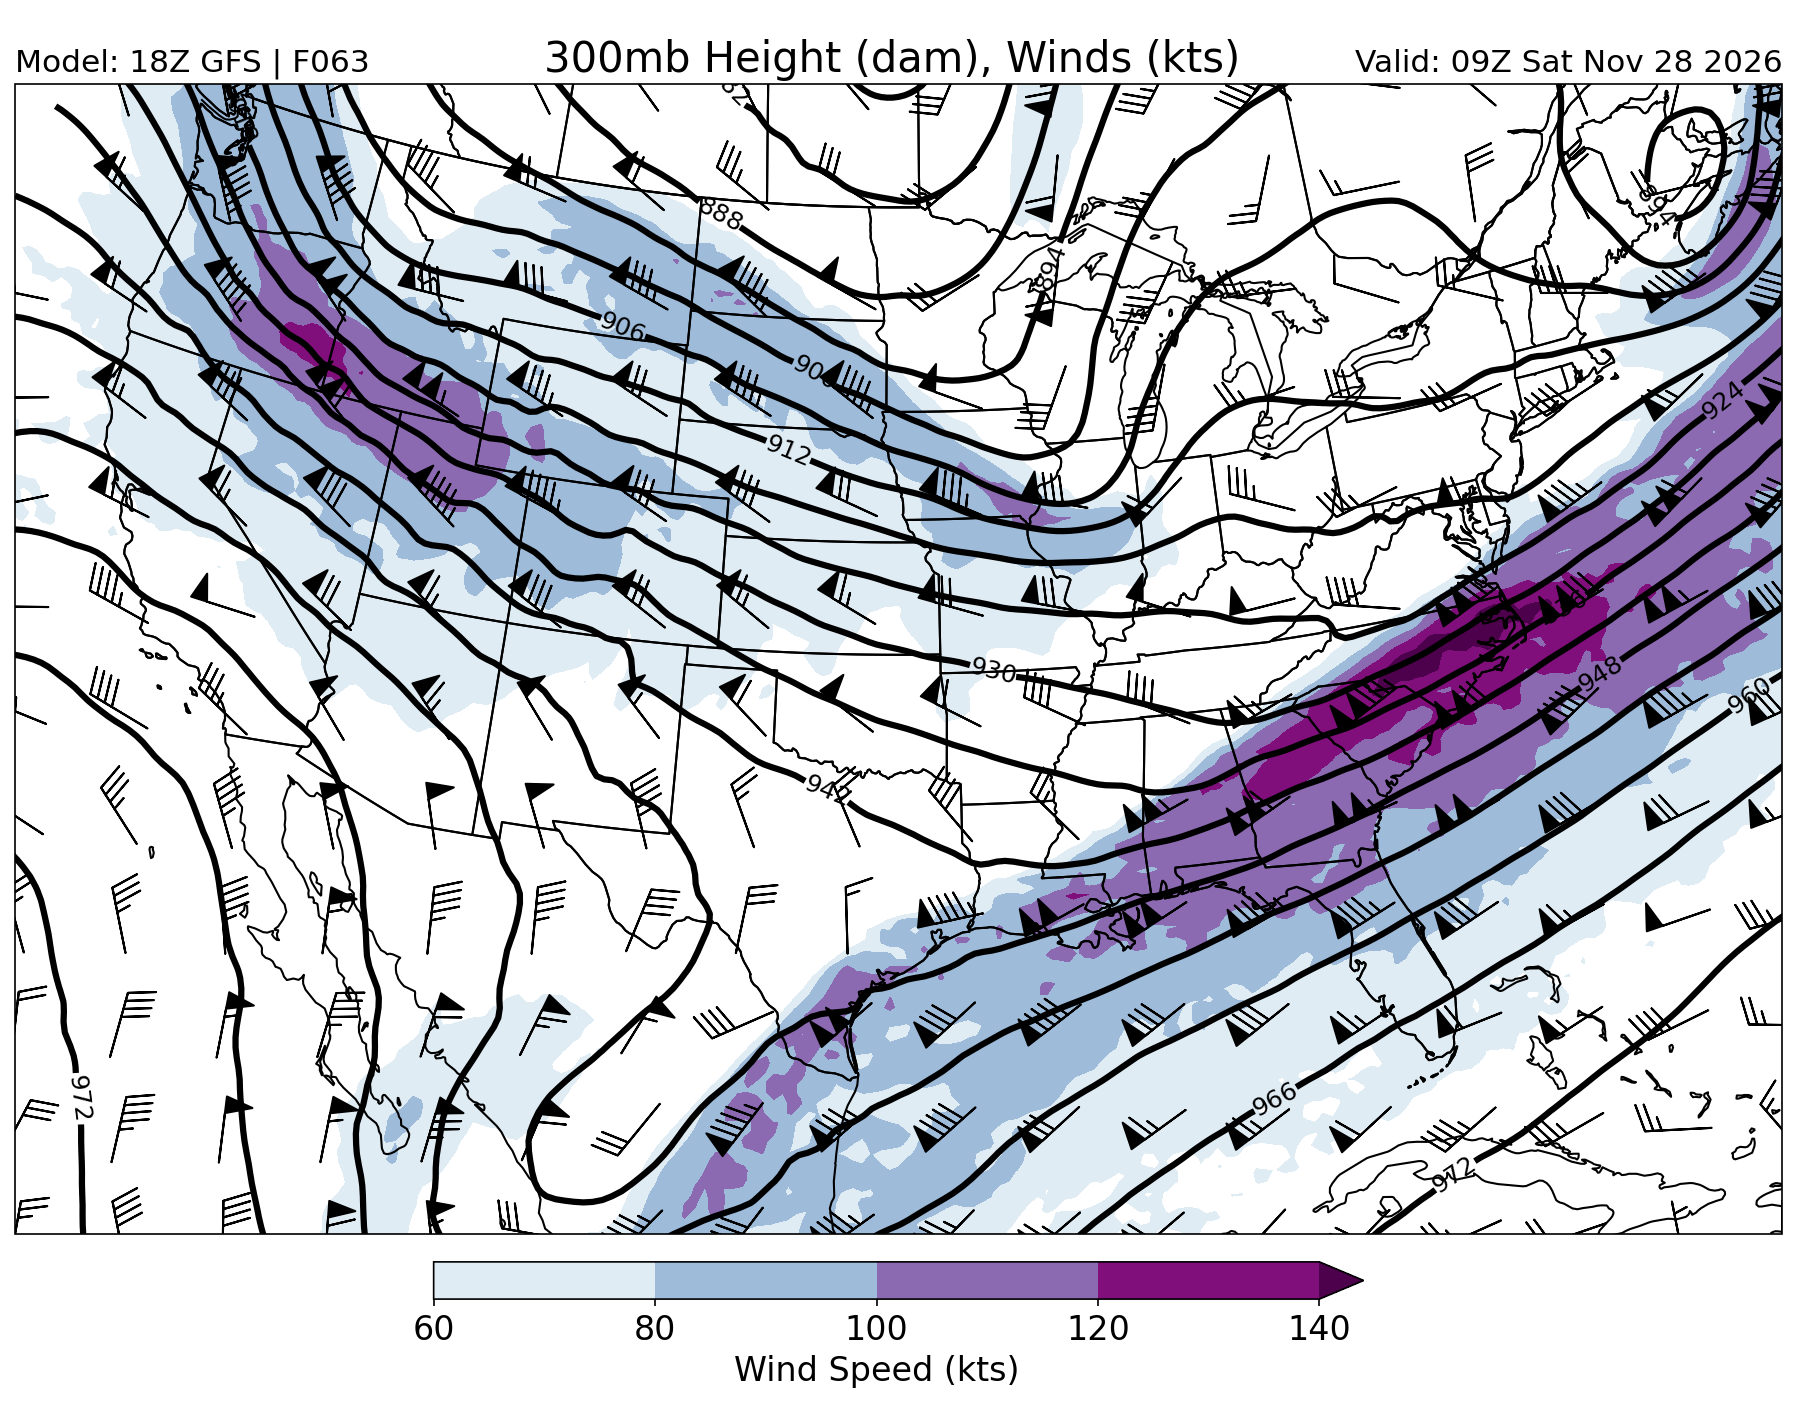 Model: 18Z GFS | F063
300mb Height (dam), Winds (kts)
Valid: 09Z Sat Nov 28 2026
888
894
906
906
912
924
930
942
948
960
966
972
972
60 80 100 120 140
Wind Speed (kts)